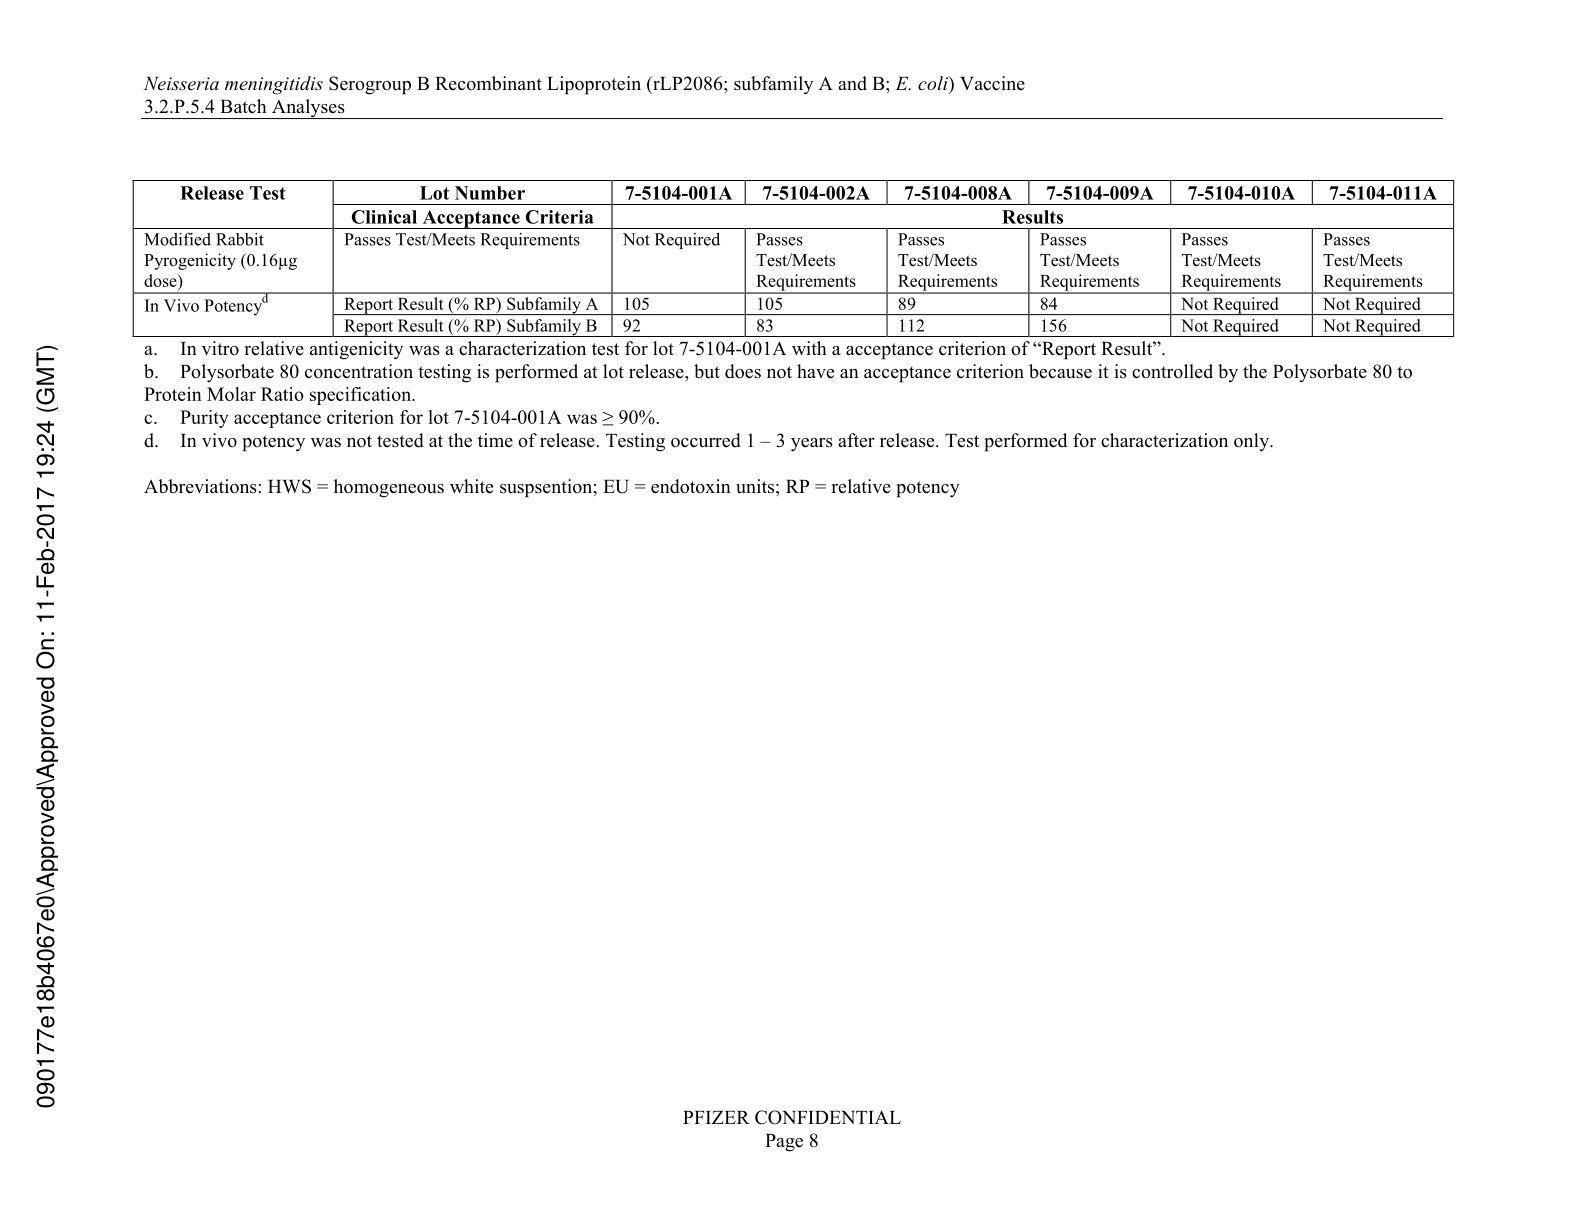 Neisseria meningitidis Serogroup B Recombinant Lipoprotein (rLP2086; subfamily A and B; E. coli) Vaccine
3.2.P.5.4 Batch Analyses
Release Test Lot Number 7-5104-001A 7-5104-002A 7-5104-008A 7-5104-009A 7-5104-010A 7-5104-011A
Clinical Acceptance Criteria Results
Modified Rabbit Passes Test/Meets Requirements Not Required Passes Passes Passes Passes Passes
Pyrogenicity (0.16µg Test/Meets Test/Meets Test/Meets Test/Meets Test/Meets
dose) Requirements Requirements Requirements Requirements Requirements
In Vivo Potencyd Report Result (% RP) Subfamily A 105 105 89 84 Not Required Not Required
Report Result (% RP) Subfamily B 92 83 112 156 Not Required Not Required
a. In vitro relative antigenicity was a characterization test for lot 7-5104-001A with a acceptance criterion of “Report Result”.
b. Polysorbate 80 concentration testing is performed at lot release, but does not have an acceptance criterion because it is controlled by the Polysorbate 80 to
Protein Molar Ratio specification.
c. Purity acceptance criterion for lot 7-5104-001A was ≥ 90%.
d. In vivo potency was not tested at the time of release. Testing occurred 1 – 3 years after release. Test performed for characterization only.
Abbreviations: HWS = homogeneous white suspsention; EU = endotoxin units; RP = relative potency
090177e18b4067e0\Approved\Approved On: 11-Feb-2017 19:24 (GMT)
PFIZER CONFIDENTIAL
Page 8